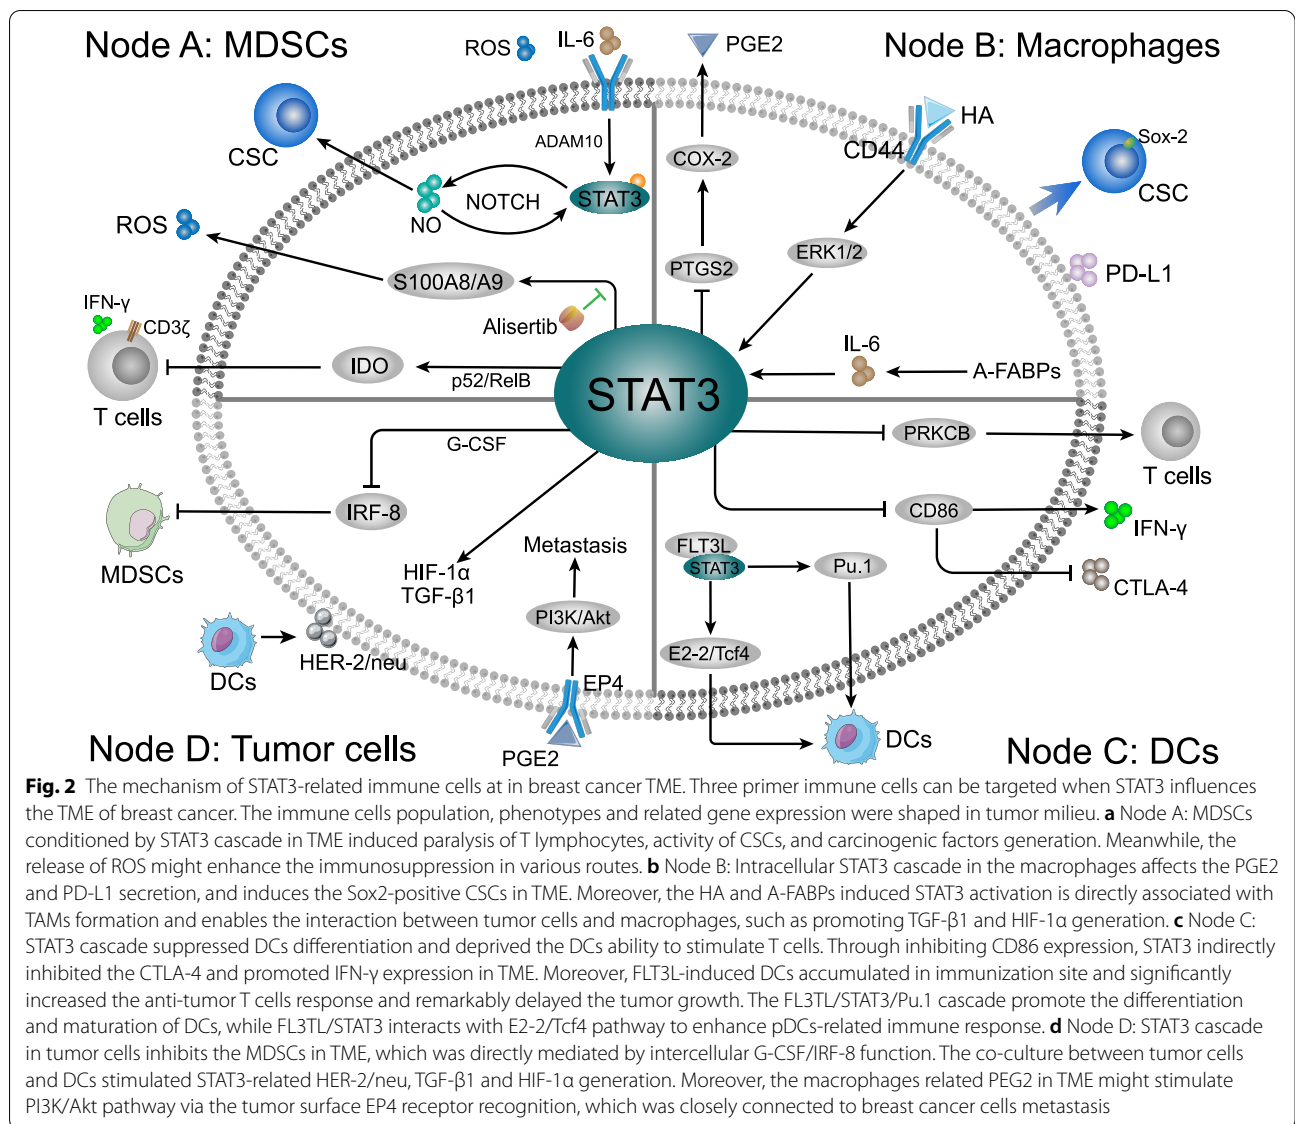 Node A: MDSCs
ROS
IL-6
PGE2
Node B: Macrophages
CSC
ADAM10
NOTCH
STAT3
NO
COX-2
HA
CD44
Sox-2
CSC
ROS
S100A8/A9
Alisertib
PTGS2
ERK1/2
PD-L1
IFN-γ
CD3ζ
T cells
IDO
p52/RelB
STAT3
IL-6
A-FABPs
G-CSF
PRKCB
T cells
IRF-8
MDSCs
CD86
IFN-γ
CTLA-4
Metastasis
HIF-1α
TGF-β1
PI3K/Akt
FLT3L
STAT3
Pu.1
E2-2/Tcf4
DCs
HER-2/neu
EP4
PGE2
DCs
Node D: Tumor cells
Node C: DCs
Fig. 2 The mechanism of STAT3-related immune cells at in breast cancer TME. Three primer immune cells can be targeted when STAT3 influences
the TME of breast cancer. The immune cells population, phenotypes and related gene expression were shaped in tumor milieu. a Node A: MDSCs
conditioned by STAT3 cascade in TME induced paralysis of T lymphocytes, activity of CSCs, and carcinogenic factors generation. Meanwhile, the
release of ROS might enhance the immunosuppression in various routes. b Node B: Intracellular STAT3 cascade in the macrophages affects the PGE2
and PD-L1 secretion, and induces the Sox2-positive CSCs in TME. Moreover, the HA and A-FABPs induced STAT3 activation is directly associated with
TAMs formation and enables the interaction between tumor cells and macrophages, such as promoting TGF-β1 and HIF-1α generation. c Node C:
STAT3 cascade suppressed DCs differentiation and deprived the DCs ability to stimulate T cells. Through inhibiting CD86 expression, STAT3 indirectly
inhibited the CTLA-4 and promoted IFN-γ expression in TME. Moreover, FLT3L-induced DCs accumulated in immunization site and significantly
increased the anti-tumor T cells response and remarkably delayed the tumor growth. The FL3TL/STAT3/Pu.1 cascade promote the differentiation
and maturation of DCs, while FL3TL/STAT3 interacts with E2-2/Tcf4 pathway to enhance pDCs-related immune response. d Node D: STAT3 cascade
in tumor cells inhibits the MDSCs in TME, which was directly mediated by intercellular G-CSF/IRF-8 function. The co-culture between tumor cells
and DCs stimulated STAT3-related HER-2/neu, TGF-β1 and HIF-1α generation. Moreover, the macrophages related PEG2 in TME might stimulate
PI3K/Akt pathway via the tumor surface EP4 receptor recognition, which was closely connected to breast cancer cells metastasis